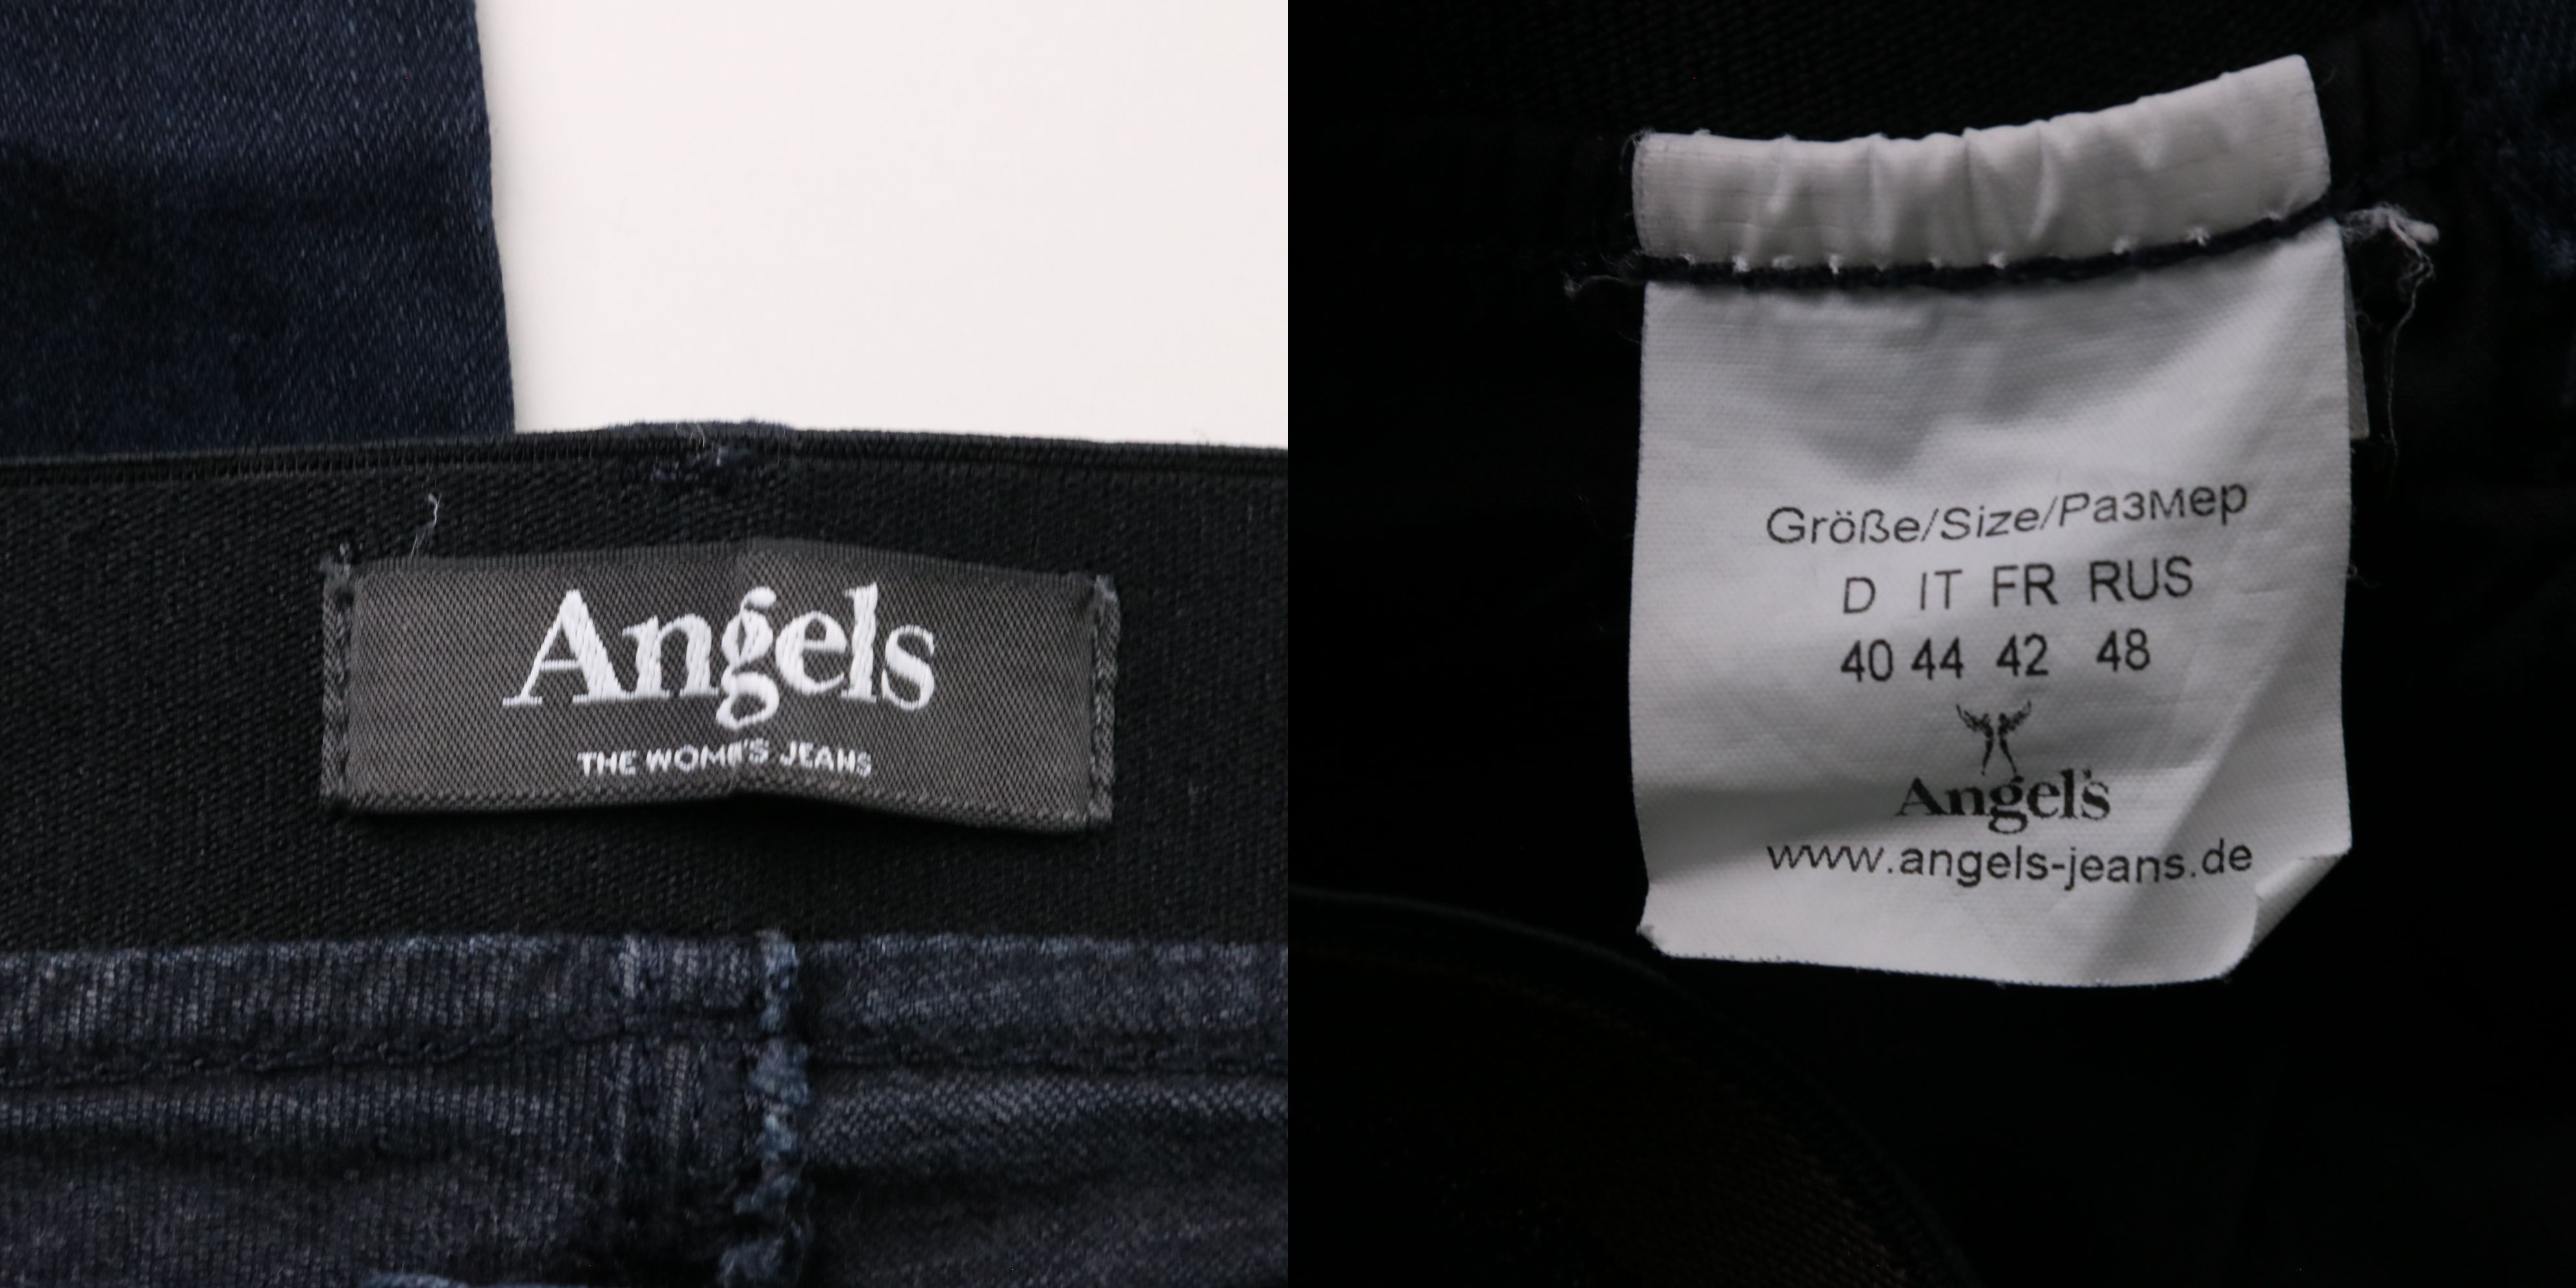 Angels
THE WOMEN'S JEANS
Größe/Size/Размер
D IT FR RUS
40 44 42 48
Angel's
www.angels-jeans.de